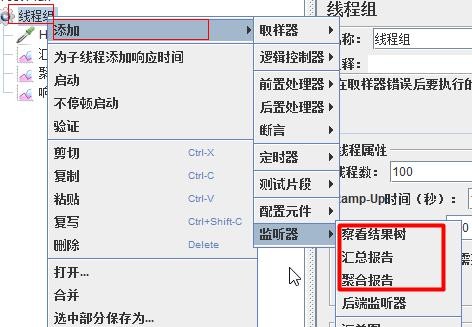 线程组
H
汇
聚
响
添加
为子线程添加响应时间
启动
不停顿启动
验证
剪切 Ctrl-X
复制 Ctrl-C
粘贴 Ctrl-V
复写 Ctrl+Shift-C
删除 Delete
打开...
合并
选中部分保存为...
取样器
逻辑控制器
前置处理器
后置处理器
断言
定时器
测试片段
配置元件
监听器
察看结果树
汇总报告
聚合报告
后端监听器
线程组
名称： 线程组
释：
在取样器错误后要执行的
线程属性
线程数： 100
Ramp-Up时间（秒）：